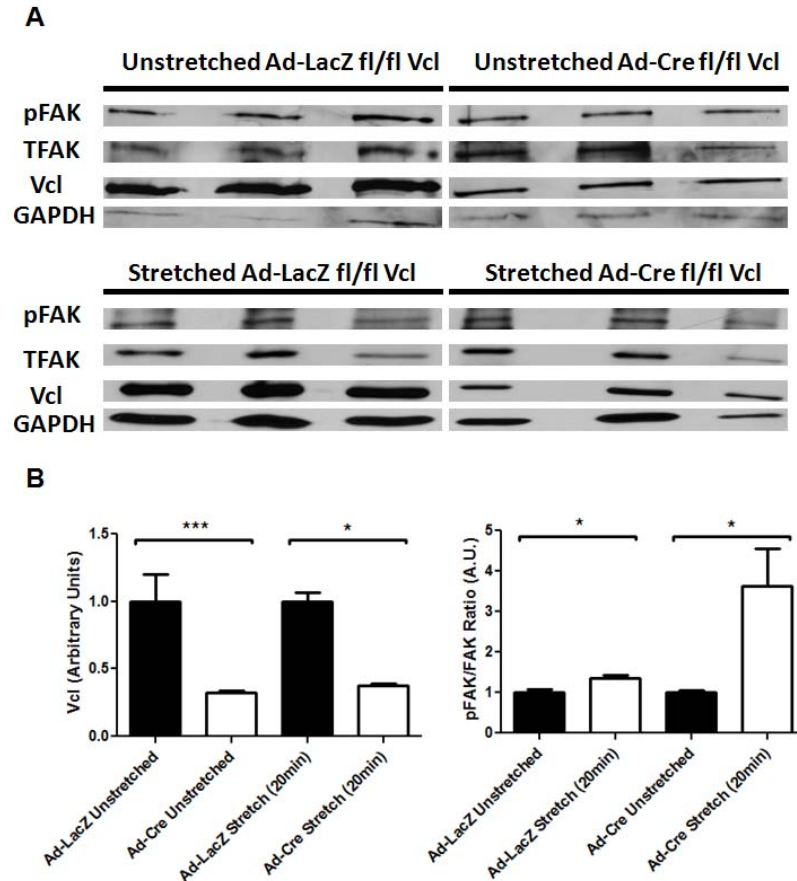 A
Unstretched Ad-LacZ fl/fl Vcl
Unstretched Ad-Cre fl/fl Vcl
pFAK
TFAK
Vcl
GAPDH
Stretched Ad-LacZ fl/fl Vcl
Stretched Ad-Cre fl/fl Vcl
pFAK
TFAK
Vcl
GAPDH
B
Vcl (Arbitrary Units)
1.5
1.0
0.5
0.0
***
*
Ad-LacZ Unstretched
Ad-Cre Unstretched
Ad-LacZ Stretch (20min)
Ad-Cre Stretch (20min)
pFAK/FAK Ratio (A.U.)
5
4
3
2
1
0
*
*
Ad-LacZ Unstretched
Ad-LacZ Stretch (20min)
Ad-Cre Unstretched
Ad-Cre Stretch (20min)